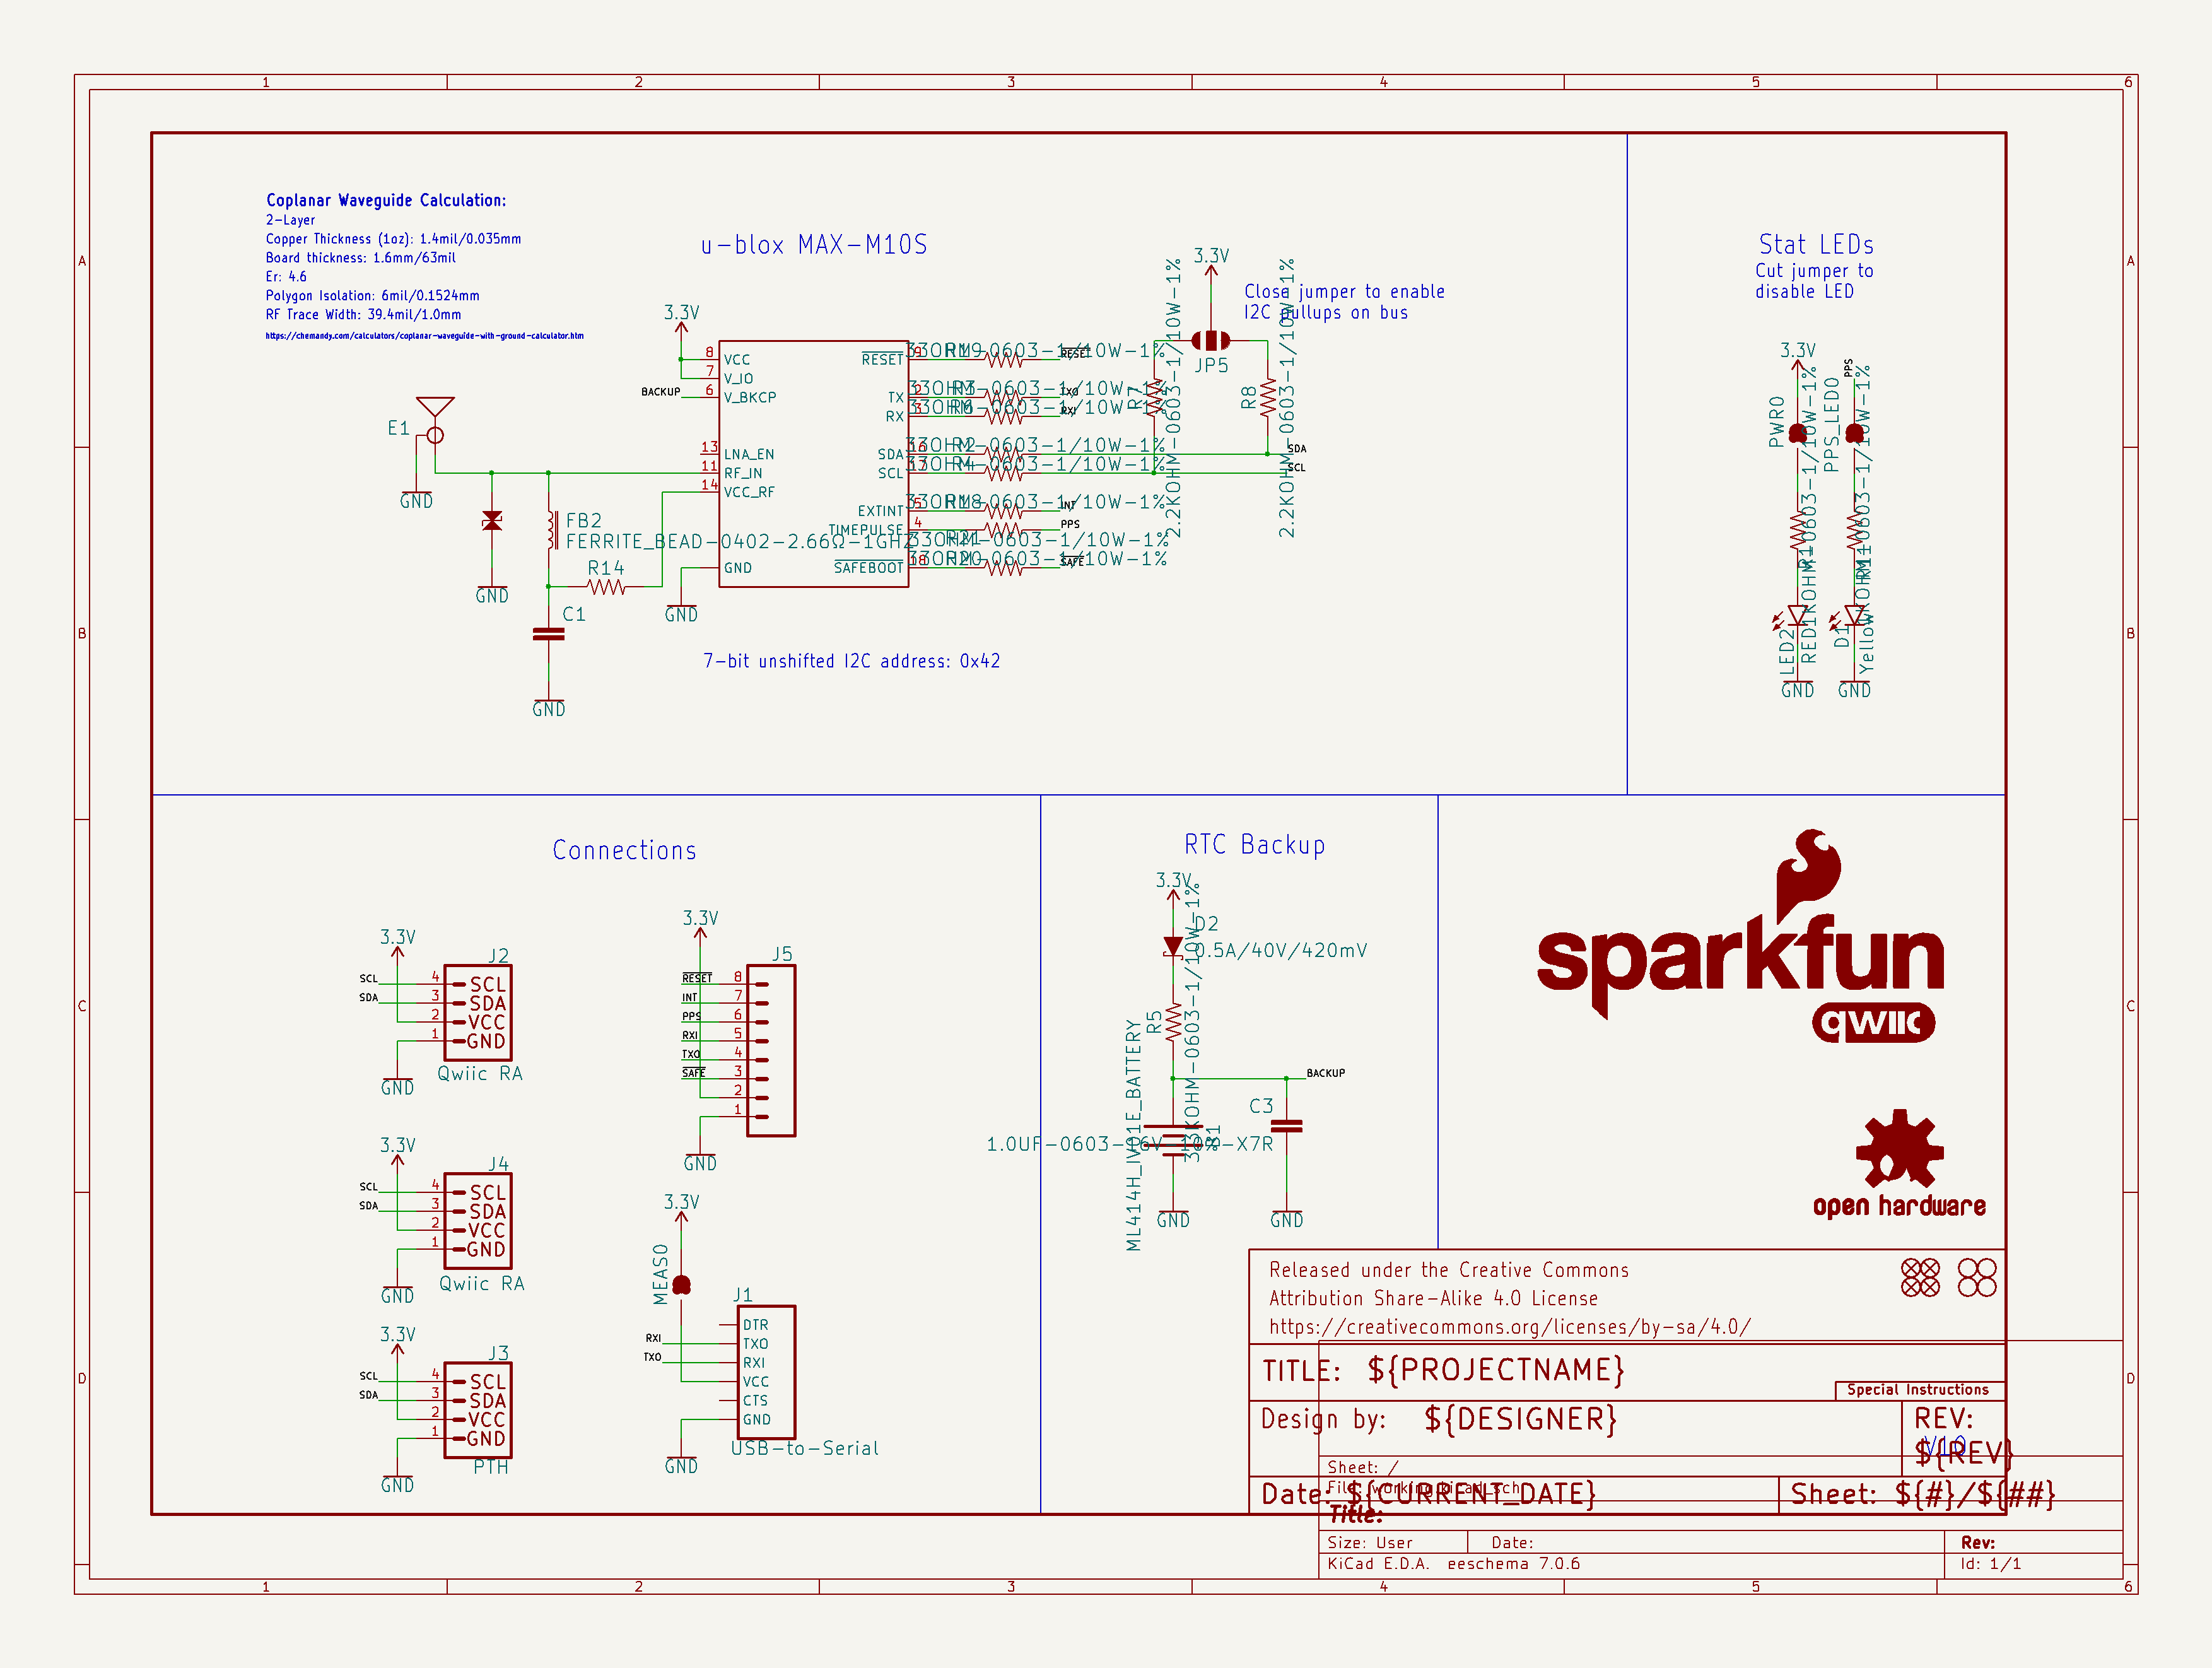 1 2 3 4 5 6
A
B
C
D
Coplanar Waveguide Calculation:
2-Layer
Copper Thickness (1oz): 1.4mil/0.035mm
Board thickness: 1.6mm/63mil
Er: 4.6
Polygon Isolation: 6mil/0.1524mm
RF Trace Width: 39.4mil/1.0mm
https://chemandy.com/calculators/coplanar-waveguide-with-ground-calculator.htm
u-blox MAX-M10S
3.3V
BACKUP
8 VCC
7 V_IO
6 V_BKCP
13 LNA_EN
11 RF_IN
14 VCC_RF
GND
RESET
TX
RX
SDA
SCL
EXTINT
TIMEPULSE 4
SAFEBOOT
33OHM-0603-1/10W-1% R19 RESET
33OHM-0603-1/10W-1% R3 TXO
33OHM-0603-1/10W-1% R6 RXI
33OHM-0603-1/10W-1% R2 SDA
33OHM-0603-1/10W-1% R4 SCL
33OHM-0603-1/10W-1% R18 INT
33OHM-0603-1/10W-1% R21 PPS
33OHM-0603-1/10W-1% R20 SAFE
E1
GND
GND
FB2
FERRITE_BEAD-0402-2.66Ω-1GHZ
R14
C1
GND
GND
7-bit unshifted I2C address: 0x42
3.3V
JP5
Close jumper to enable
I2C pullups on bus
R7
2.2KOHM-0603-1/10W-1%
R8
2.2KOHM-0603-1/10W-1%
Stat LEDs
Cut jumper to
disable LED
3.3V
PWR0
R1
1KOHM-0603-1/10W-1%
LED2
RED
GND
PPS
PPS_LED0
R11
1KOHM-0603-1/10W-1%
D1
Yellow
GND
Connections
3.3V
J2
SCL 4 SCL
SDA 3 SDA
2 VCC
1 GND
GND
Qwiic RA
3.3V
J4
SCL 4 SCL
SDA 3 SDA
2 VCC
1 GND
GND
Qwiic RA
3.3V
J3
SCL 4 SCL
SDA 3 SDA
2 VCC
1 GND
GND
PTH
3.3V
J5
RESET 8
INT 7
PPS 6
RXI 5
TXO 4
SAFE 3
2
1
GND
3.3V
MEAS0
J1
DTR
RXI TXO
TXO RXI
VCC
CTS
GND
GND
USB-to-Serial
RTC Backup
3.3V
D2
0.5A/40V/420mV
R5
3.3KOHM-0603-1/10W-1%
BACKUP
C3
1.0UF-0603-16V-10%-X7R
ML414H_IV01E_BATTERY
GND
GND
sparkfun
qwiic
open hardware
Released under the Creative Commons
Attribution Share-Alike 4.0 License
https://creativecommons.org/licenses/by-sa/4.0/
TITLE: ${PROJECTNAME}
Special Instructions
Design by: ${DESIGNER}
REV:
V10
${REV}
Date: ${CURRENT_DATE}
Sheet: ${#}/${##}
Sheet: /
File: working.kicad_sch
Title:
Size: User
Date:
Rev:
KiCad E.D.A. eeschema 7.0.6
Id: 1/1
1 2 3 4 5 6